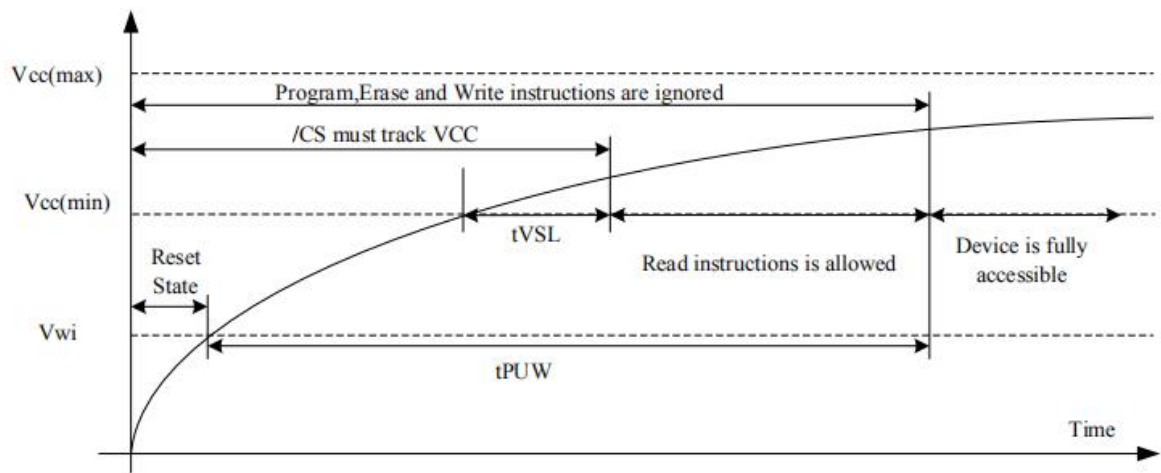 Vcc(max)
Program,Erase and Write instructions are ignored
/CS must track VCC
Vcc(min)
tVSL
Reset
State
Read instructions is allowed
Device is fully
accessible
Vwi
tPUW
Time